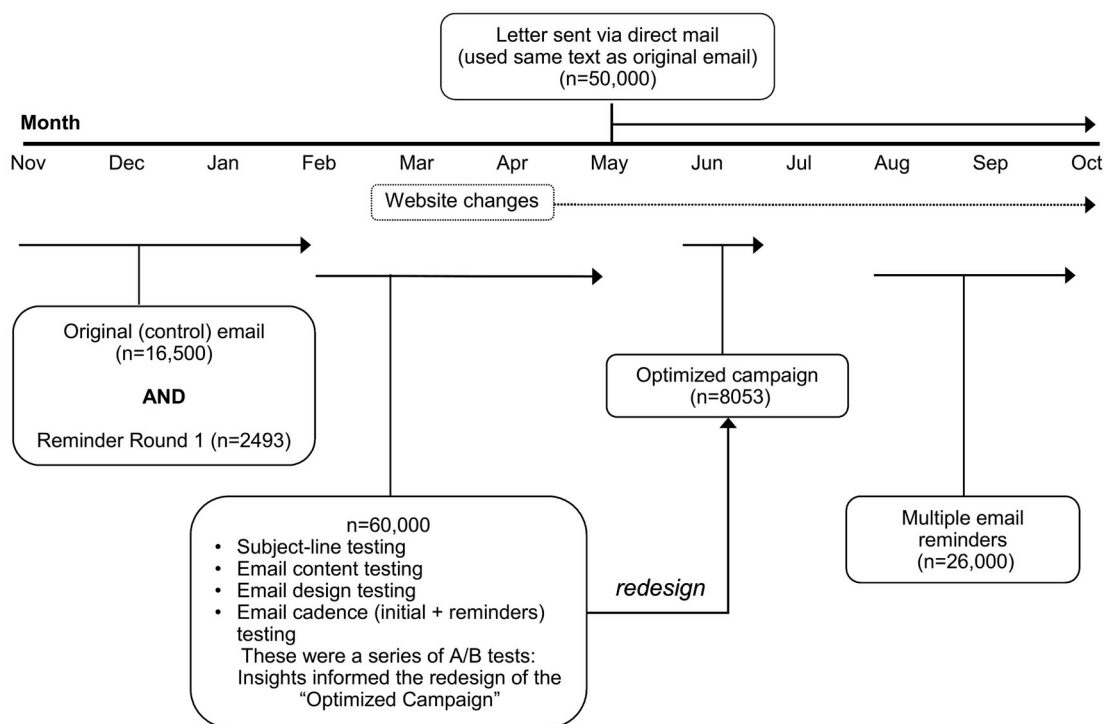 Letter sent via direct mail
(used same text as original email)
(n=50,000)
Month
Nov Dec Jan Feb Mar Apr May Jun Jul Aug Sep Oct
Website changes
Original (control) email
(n=16,500)
AND
Reminder Round 1 (n=2493)
Optimized campaign
(n=8053)
n=60,000
• Subject-line testing
• Email content testing
• Email design testing
• Email cadence (initial + reminders)
testing
These were a series of A/B tests:
Insights informed the redesign of the
“Optimized Campaign”
redesign
Multiple email
reminders
(n=26,000)